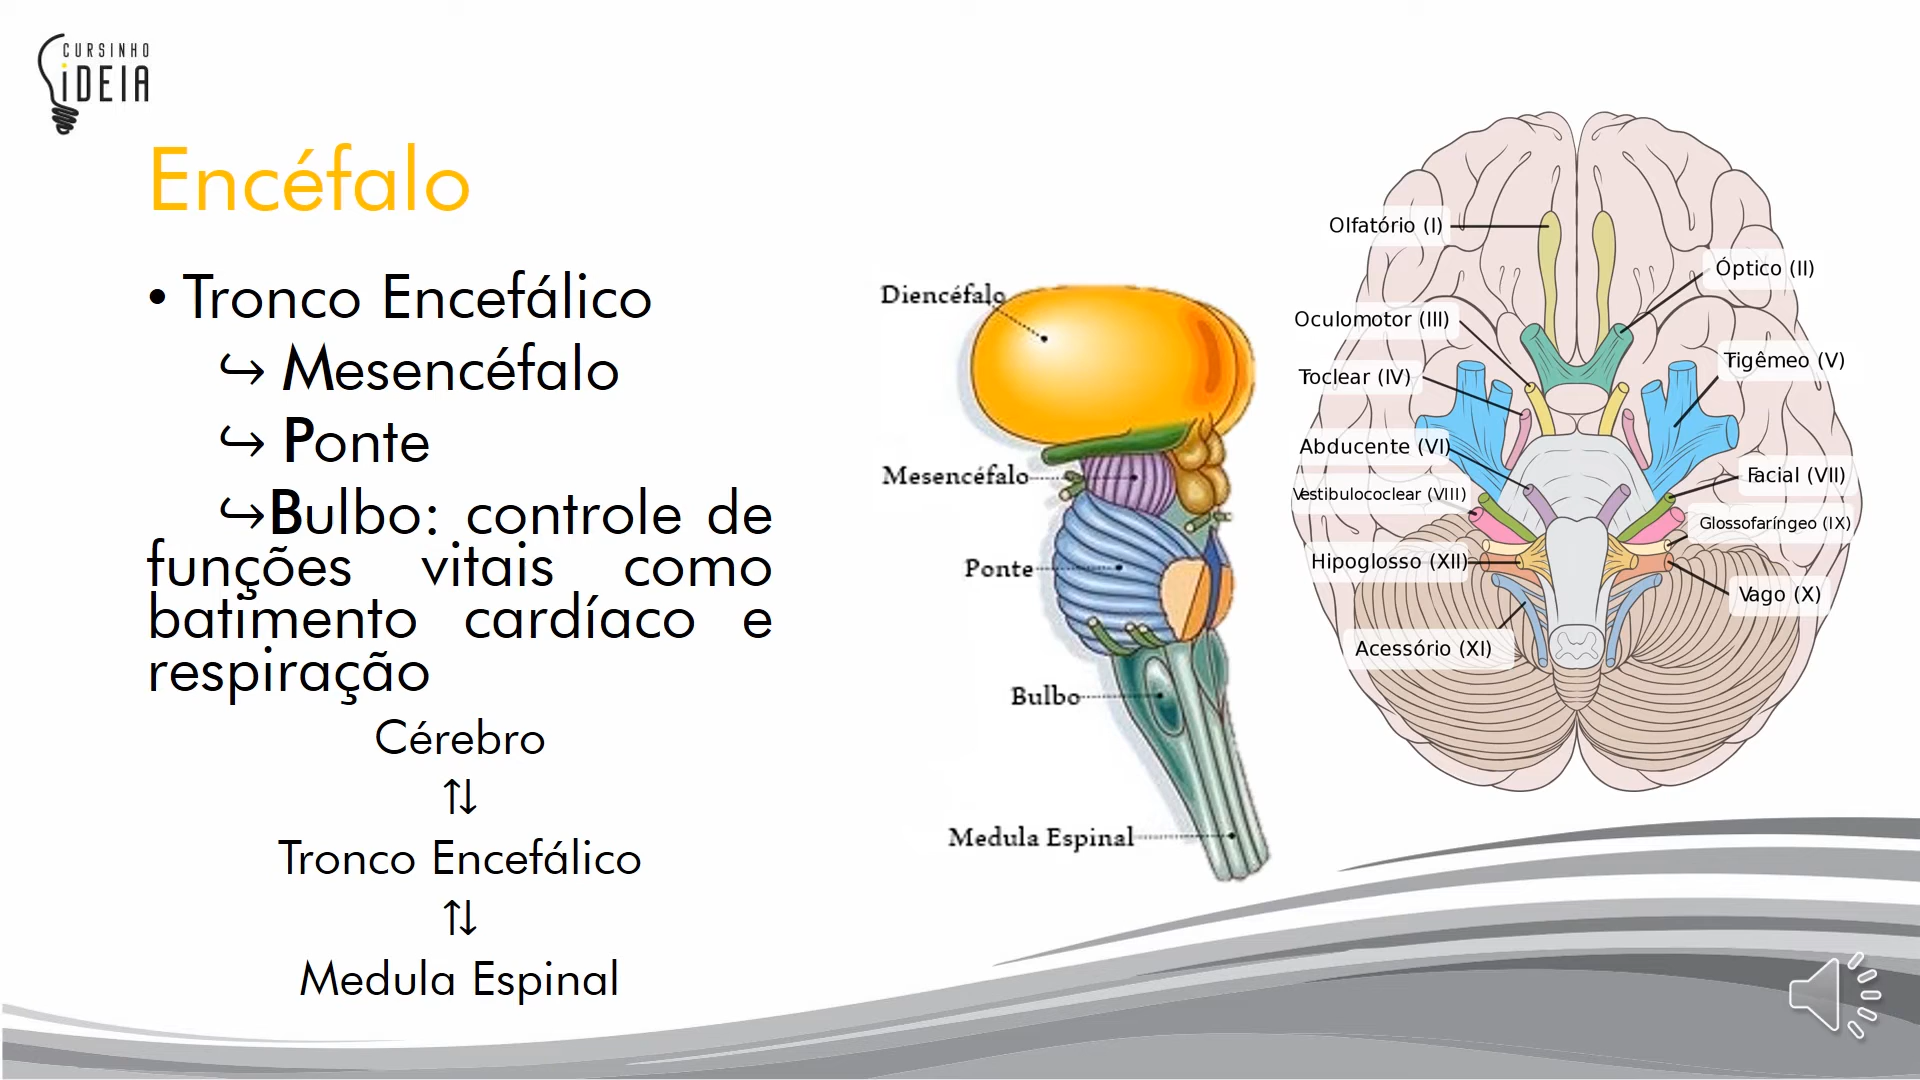 CURSINHO
iDEIA
Encéfalo
• Tronco Encefálico
↪ Mesencéfalo
↪ Ponte
↪Bulbo: controle de
funções vitais como
batimento cardíaco e
respiração
Cérebro
⇅
Tronco Encefálico
⇅
Medula Espinal
Diencéfalo
Mesencéfalo
Ponte
Bulbo
Medula Espinal
Olfatório (I)
Óptico (II)
Oculomotor (III)
Tigêmeo (V)
Toclear (IV)
Abducente (VI)
Facial (VII)
Vestibulococlear (VIII)
Glossofaríngeo (IX)
Hipoglosso (XII)
Vago (X)
Acessório (XI)